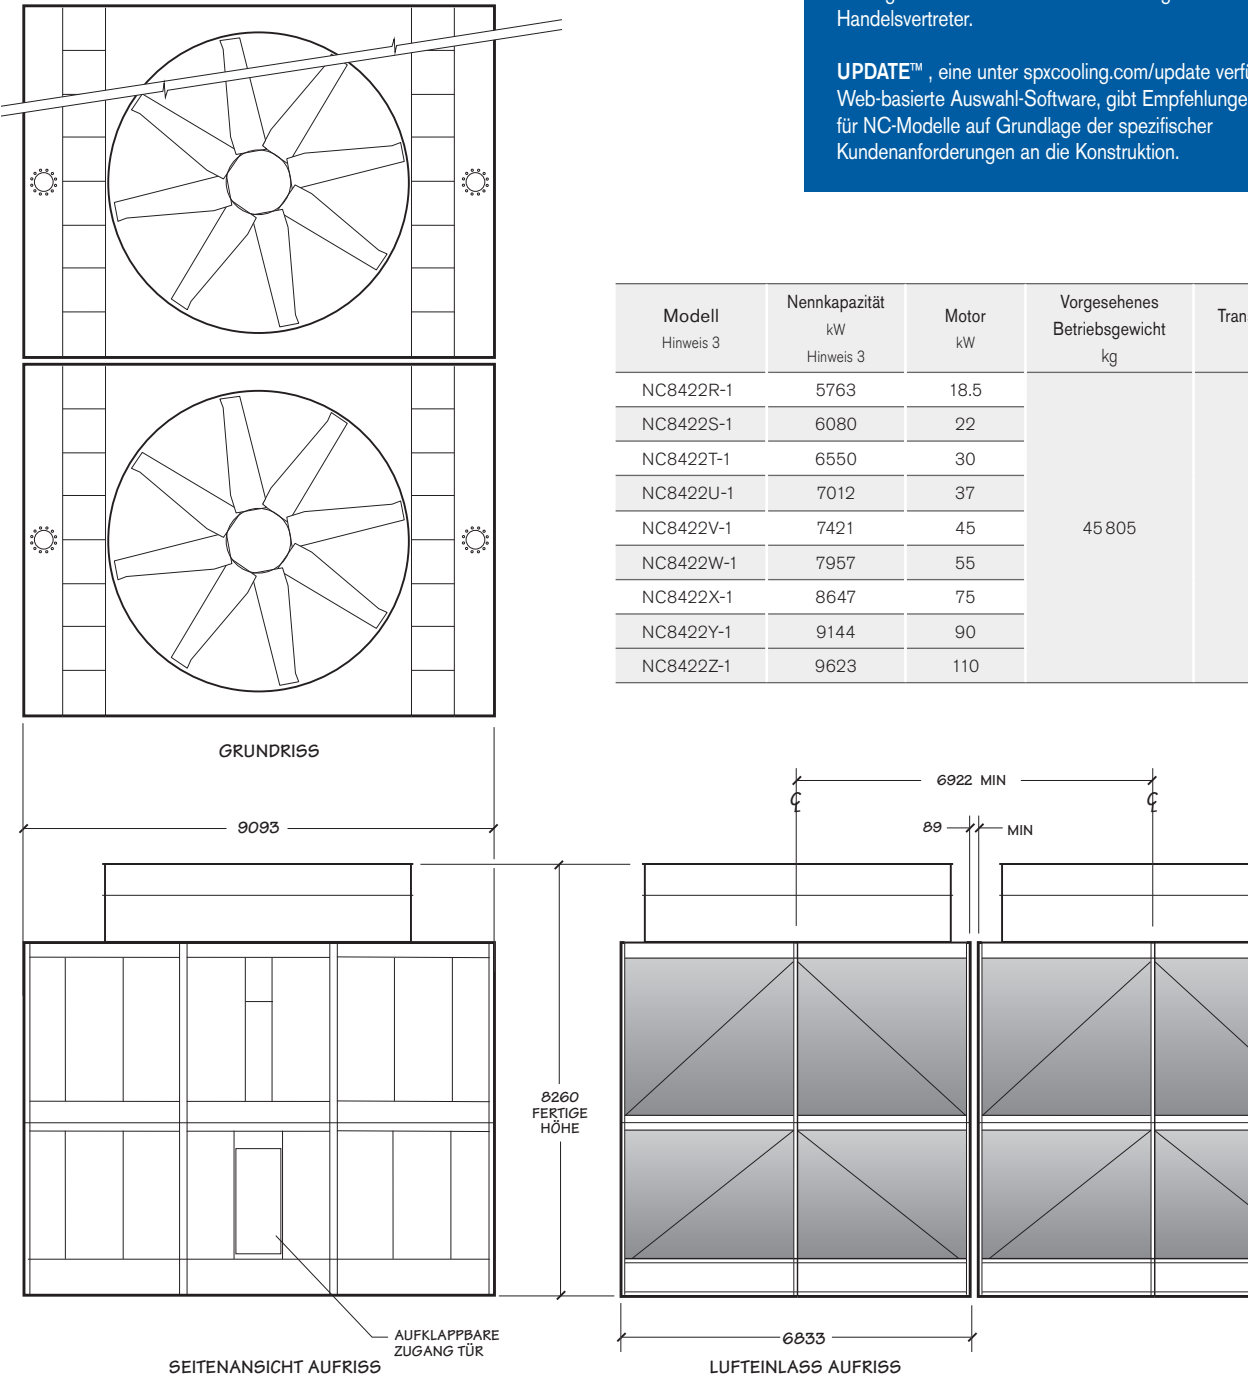 Handelsvertreter.
UPDATE™ , eine unter spxcooling.com/update
Web-basierte Auswahl-Software, gibt
für NC-Modelle auf Grundlage der spezifischer
Kundenanforderungen an die Konstruktion.
Modell
Hinweis 3
Nennkapazität
kW
Hinweis 3
Motor
kW
Vorgesehenes
Betriebsgewicht
kg
NC8422R-1 5763 18.5
NC8422S-1 6080 22
NC8422T-1 6550 30
NC8422U-1 7012 37
NC8422V-1 7421 45 45 805
NC8422W-1 7957 55
NC8422X-1 8647 75
NC8422Y-1 9144 90
NC8422Z-1 9623 110
GRUNDRISS
6922 MIN
℄ ℄
9093
89 MIN
8260
FERTIGE
HÖHE
AUFKLAPPBARE
ZUGANG TÜR
SEITENANSICHT AUFRISS
6833
LUFTEINLASS AUFRISS